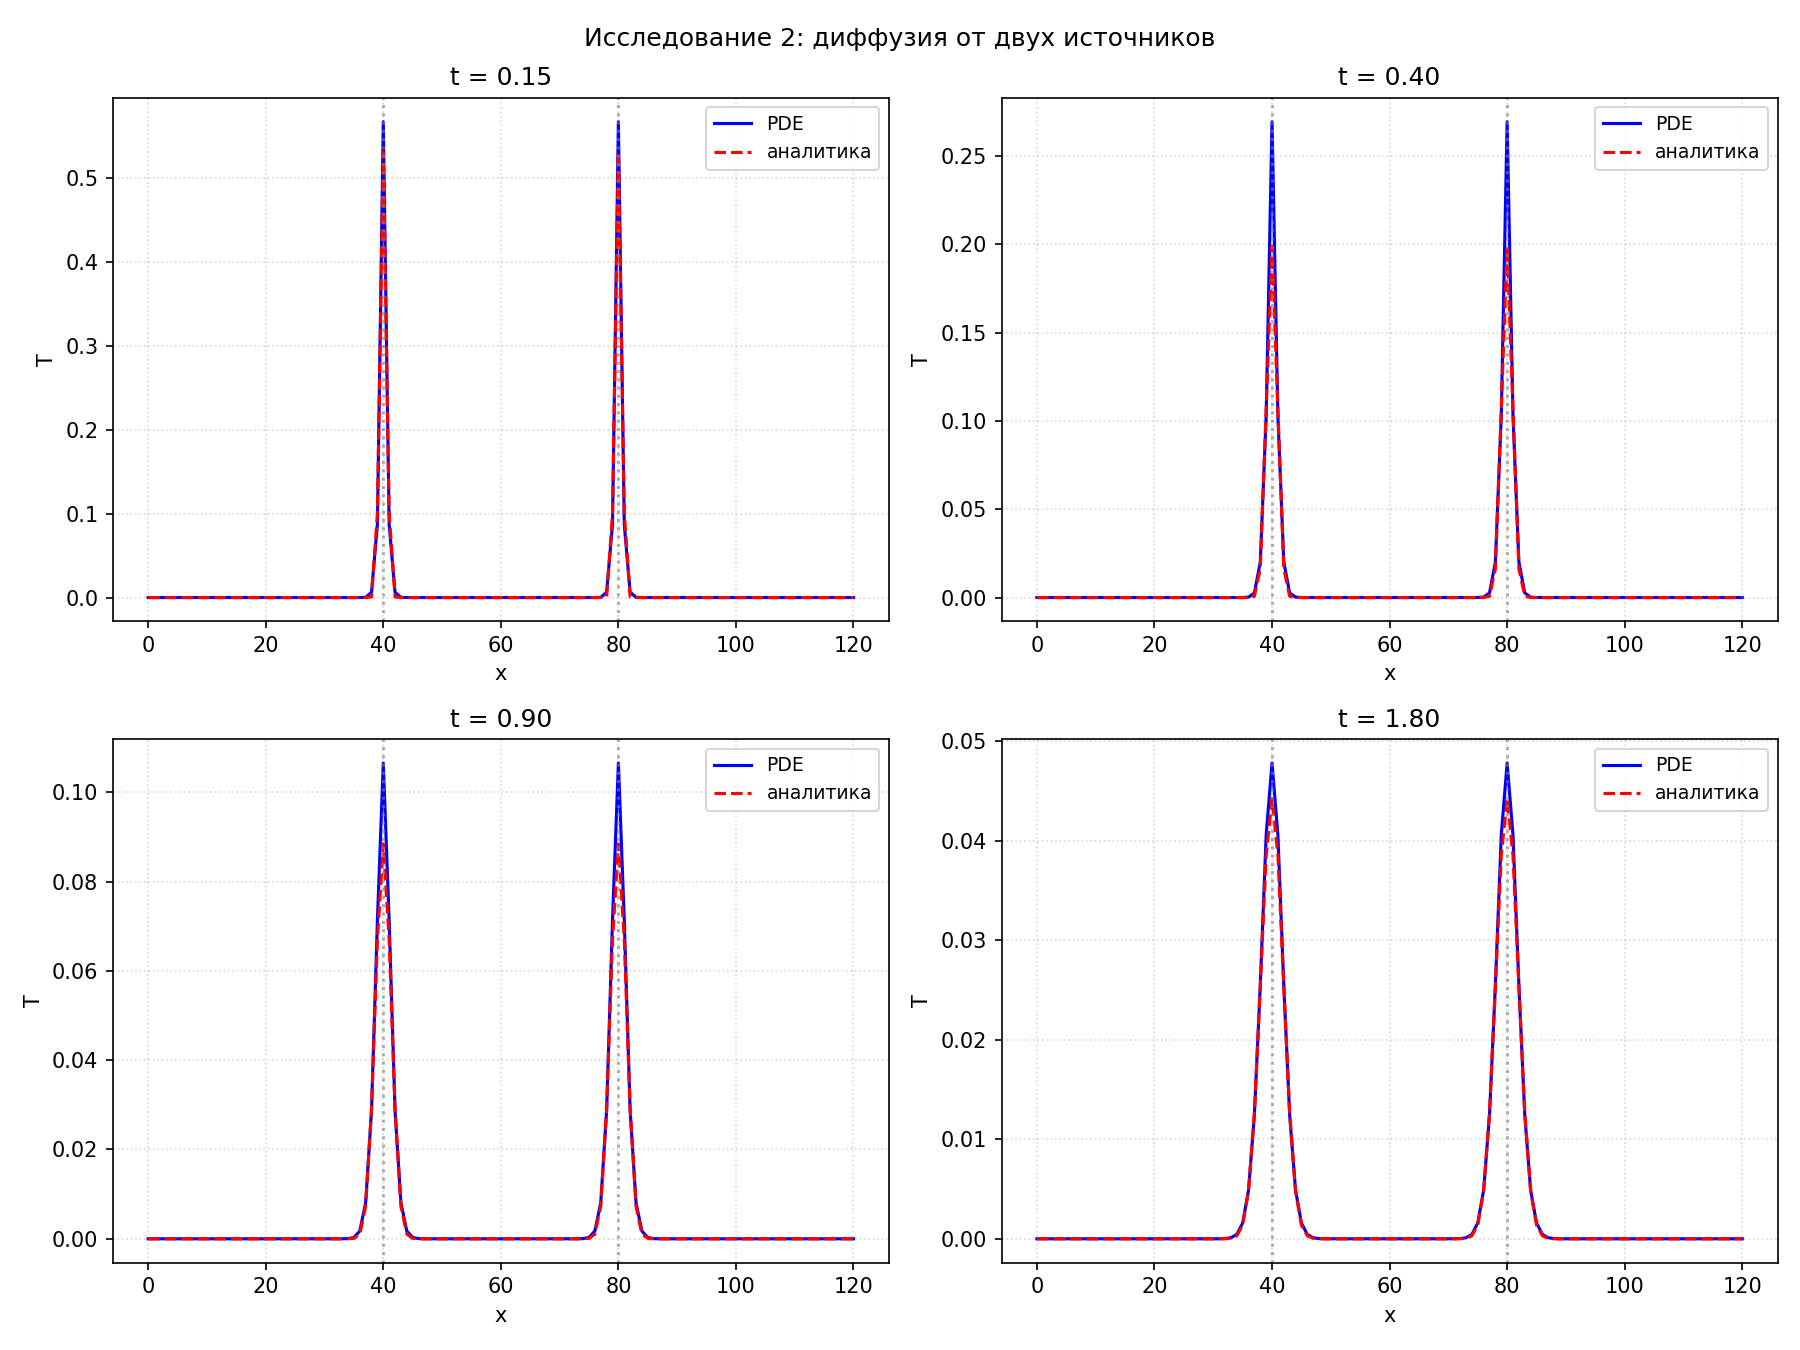 Исследование 2: диффузия от двух источников
t = 0.15
PDE
аналитика
0.5
0.4
0.3
0.2
0.1
0.0
T
0 20 40 60 80 100 120
x
t = 0.40
PDE
аналитика
0.25
0.20
0.15
0.10
0.05
0.00
T
0 20 40 60 80 100 120
x
t = 0.90
PDE
аналитика
0.10
0.08
0.06
0.04
0.02
0.00
T
0 20 40 60 80 100 120
x
t = 1.80
PDE
аналитика
0.05
0.04
0.03
0.02
0.01
0.00
T
0 20 40 60 80 100 120
x